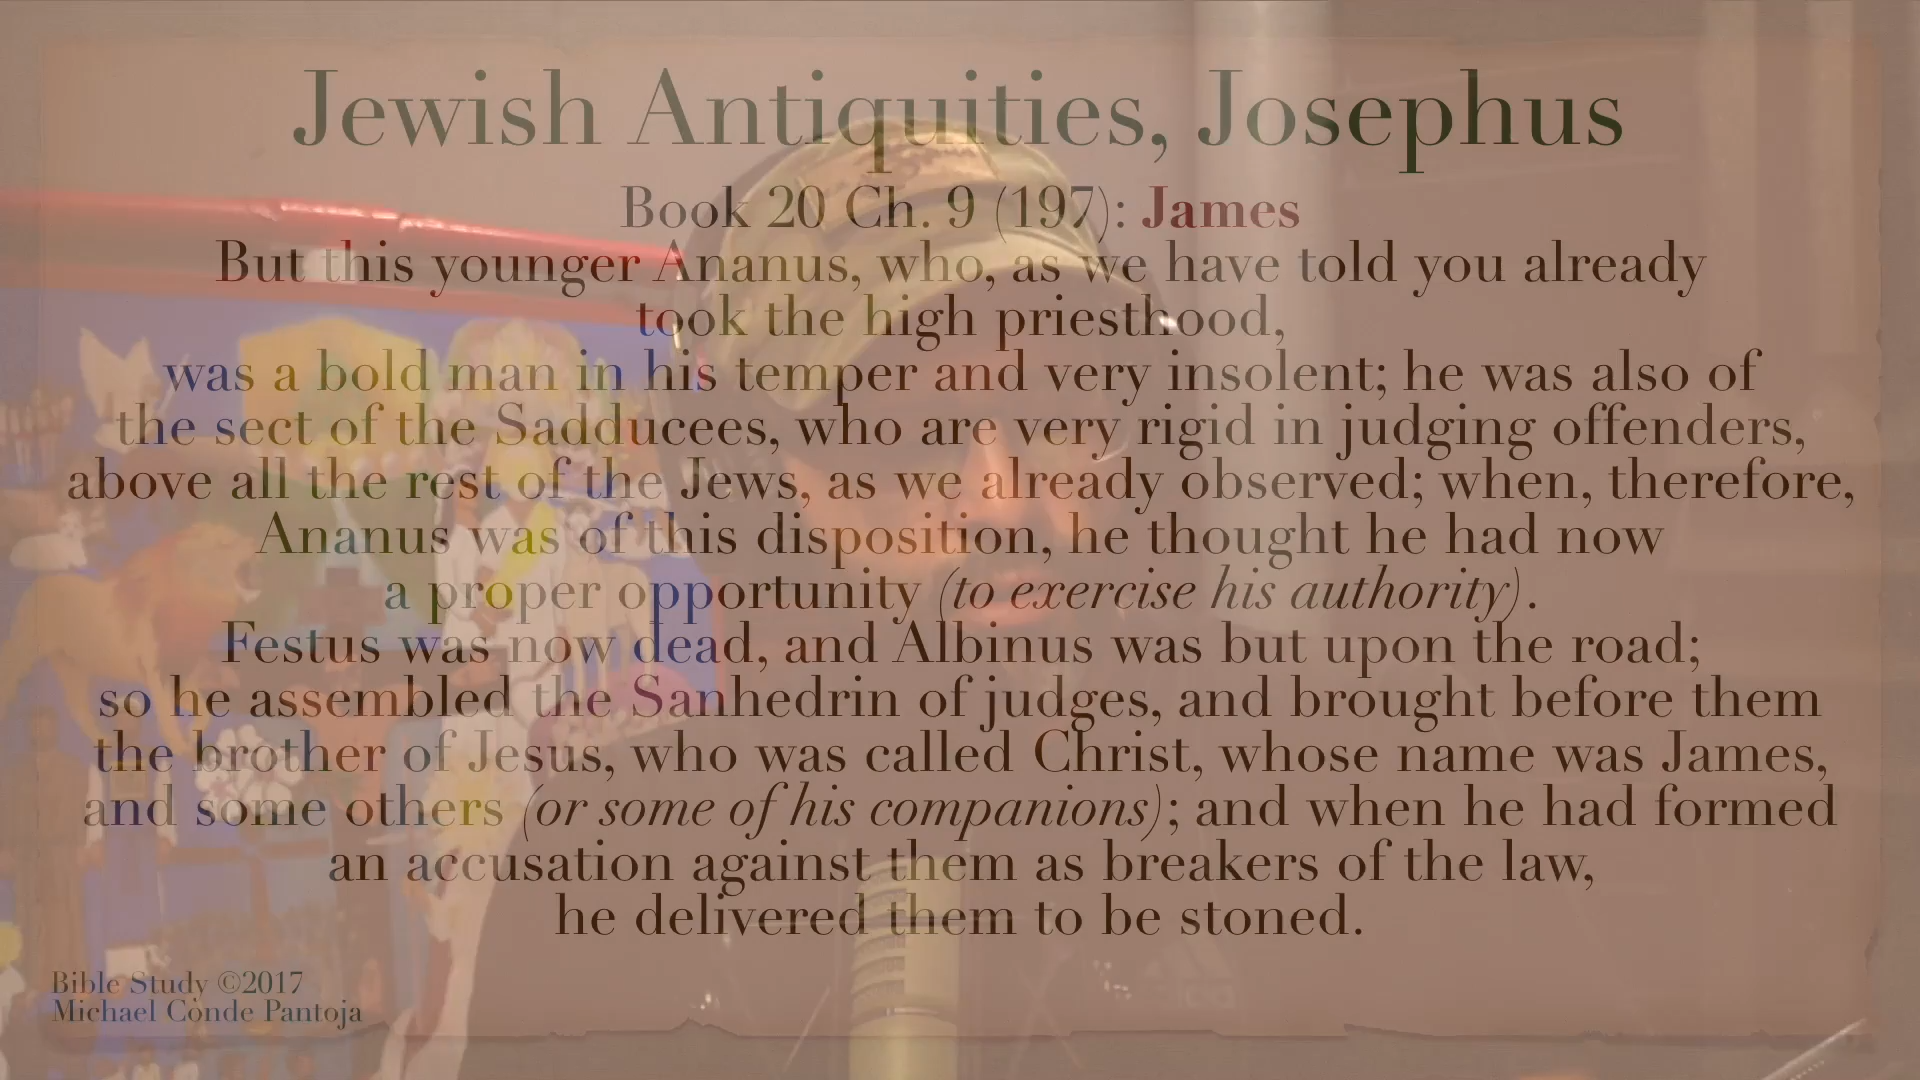 Jewish Antiquities, Josephus
Book 20 Ch. 9 (197): James
But this younger Ananus, who, as we have told you already
took the high priesthood,
was a bold man in his temper and very insolent; he was also of
the sect of the Sadducees, who are very rigid in judging offenders,
above all the rest of the Jews, as we already observed; when, therefore,
Ananus was of this disposition, he thought he had now
a proper opportunity (to exercise his authority).
Festus was now dead, and Albinus was but upon the road;
so he assembled the Sanhedrin of judges, and brought before them
the brother of Jesus, who was called Christ, whose name was James,
and some others (or some of his companions); and when he had formed
an accusation against them as breakers of the law,
he delivered them to be stoned.
Bible Study ©2017
Michael Conde Pantoja